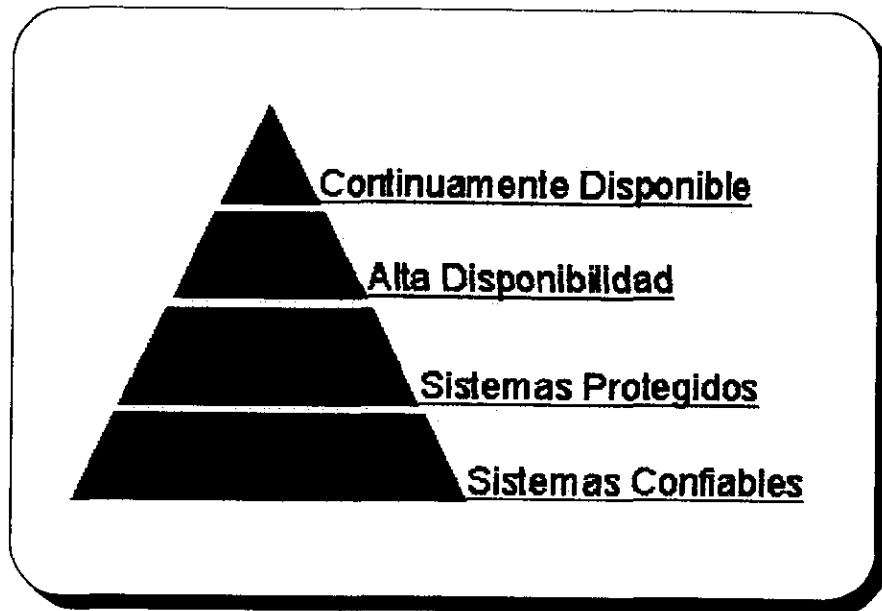 Continuamente Disponible
Alta Disponibilidad
Sistemas Protegidos
Sistemas Confiables